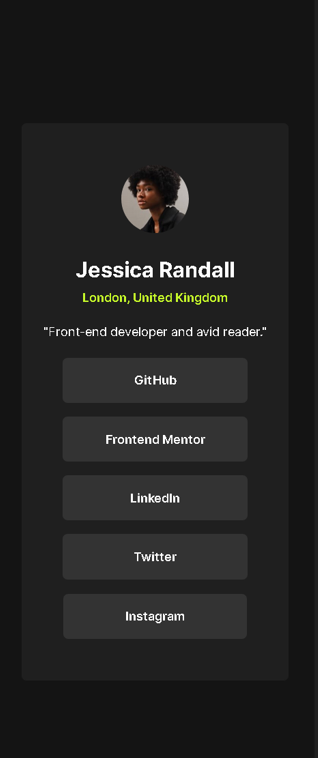 Jessica Randall
London, United Kingdom
"Front-end developer and avid reader."
GitHub
Frontend Mentor
LinkedIn
Twitter
Instagram